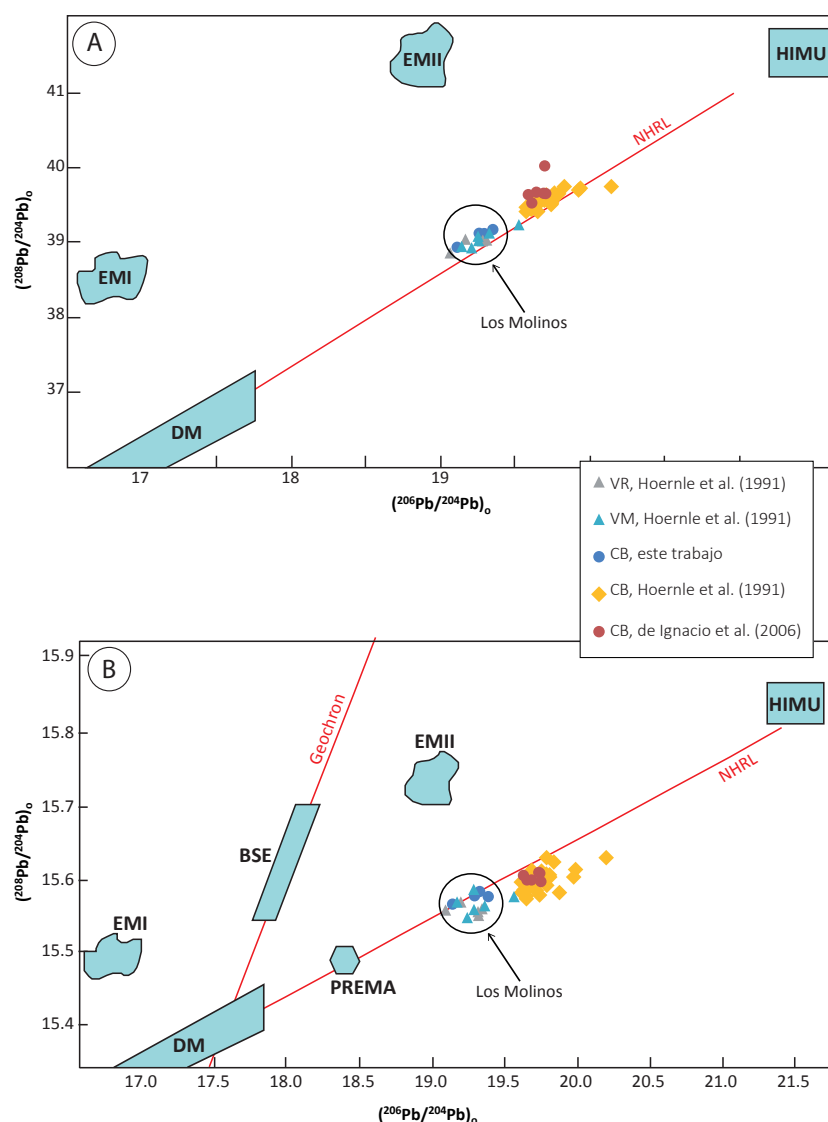 A
EMII
HIMU
41
NHRL
40
(²⁰⁸Pb/²⁰⁴Pb)ₒ
39
EMI
Los Molinos
38
37
DM
17
18
19
(²⁰⁶Pb/²⁰⁴Pb)ₒ
VR, Hoernle et al. (1991)
VM, Hoernle et al. (1991)
CB, este trabajo
CB, Hoernle et al. (1991)
CB, de Ignacio et al. (2006)
15.9
B
Geochron
HIMU
15.8
EMII
NHRL
15.7
BSE
(²⁰⁸Pb/²⁰⁴Pb)ₒ
15.6
EMI
15.5
PREMA
Los Molinos
15.4
DM
17.0
17.5
18.0
18.5
19.0
19.5
20.0
20.5
21.0
21.5
(²⁰⁶Pb/²⁰⁴Pb)ₒ